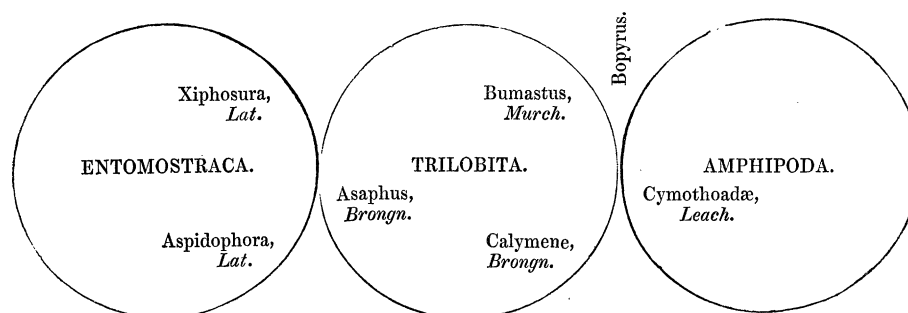 Xiphosura,
Lat.
ENTOMOSTRACA.
Aspidophora,
Lat.
Bumastus,
Murch.
TRILOBITA.
Asaphus,
Brongn.
Calymene,
Brongn.
Bopyrus.
AMPHIPODA.
Cymothoadæ,
Leach.